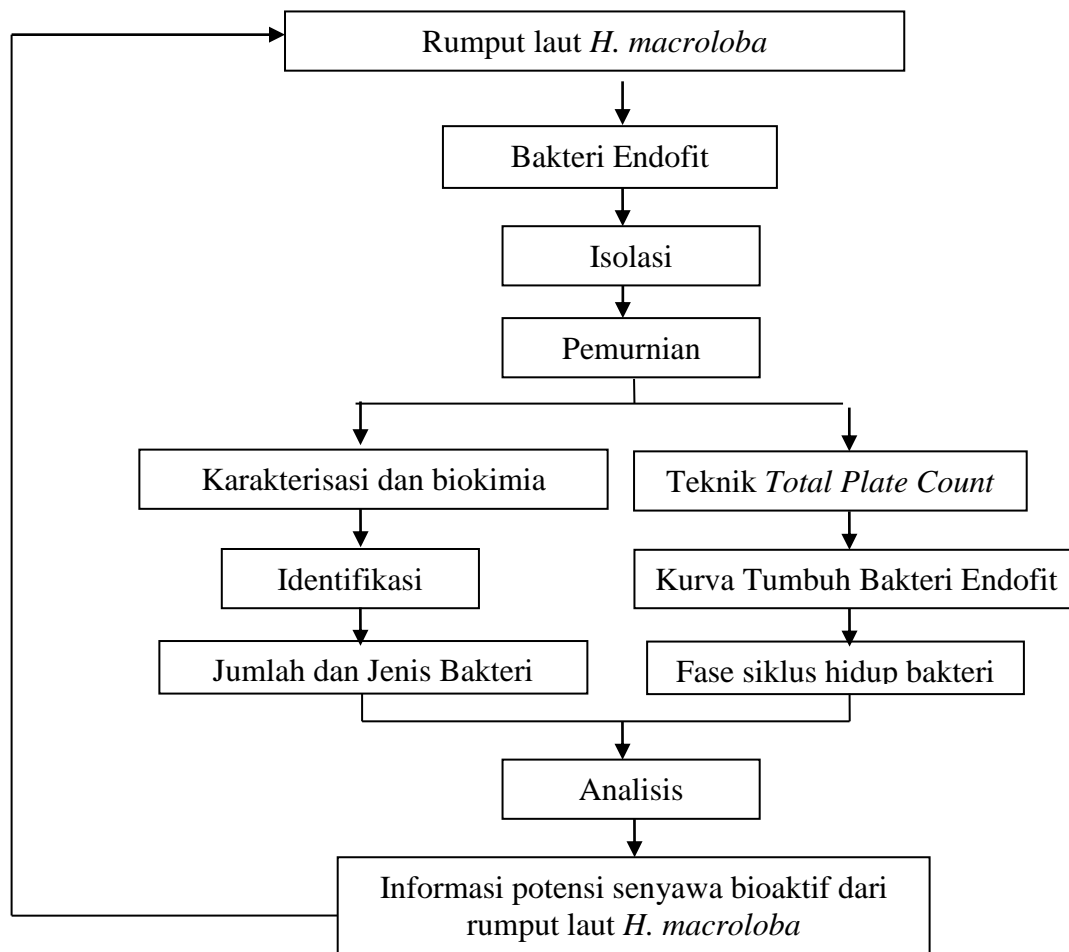 Rumput laut H. macroloba
Bakteri Endofit
Isolasi
Pemurnian
Karakterisasi dan biokimia
Teknik Total Plate Count
Identifikasi
Kurva Tumbuh Bakteri Endofit
Jumlah dan Jenis Bakteri
Fase siklus hidup bakteri
Analisis
Informasi potensi senyawa bioaktif dari
rumput laut H. macroloba